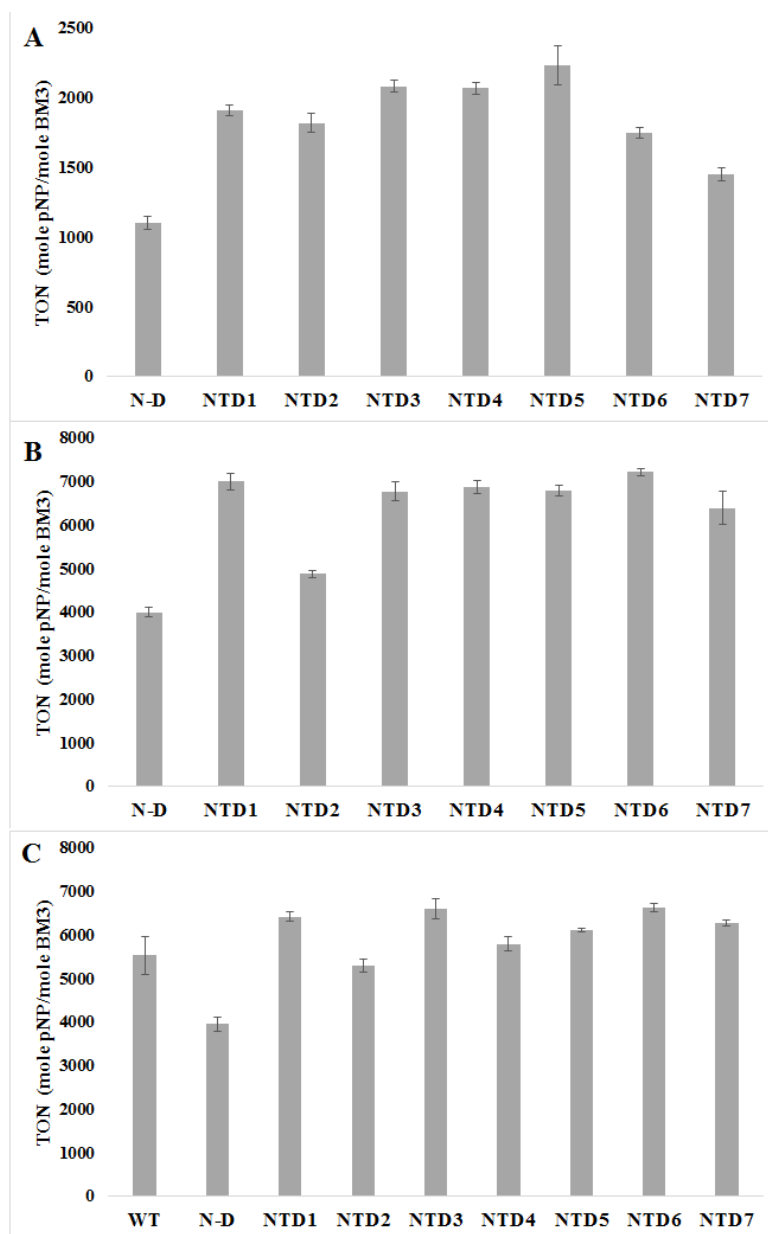 A
TON (mole pNP/mole BM3)
2500
2000
1500
1000
500
0
N-D NTD1 NTD2 NTD3 NTD4 NTD5 NTD6 NTD7
B
TON (mole pNP/mole BM3)
8000
7000
6000
5000
4000
3000
2000
1000
0
N-D NTD1 NTD2 NTD3 NTD4 NTD5 NTD6 NTD7
C
TON (mole pNP/mole BM3)
8000
7000
6000
5000
4000
3000
2000
1000
0
WT N-D NTD1 NTD2 NTD3 NTD4 NTD5 NTD6 NTD7